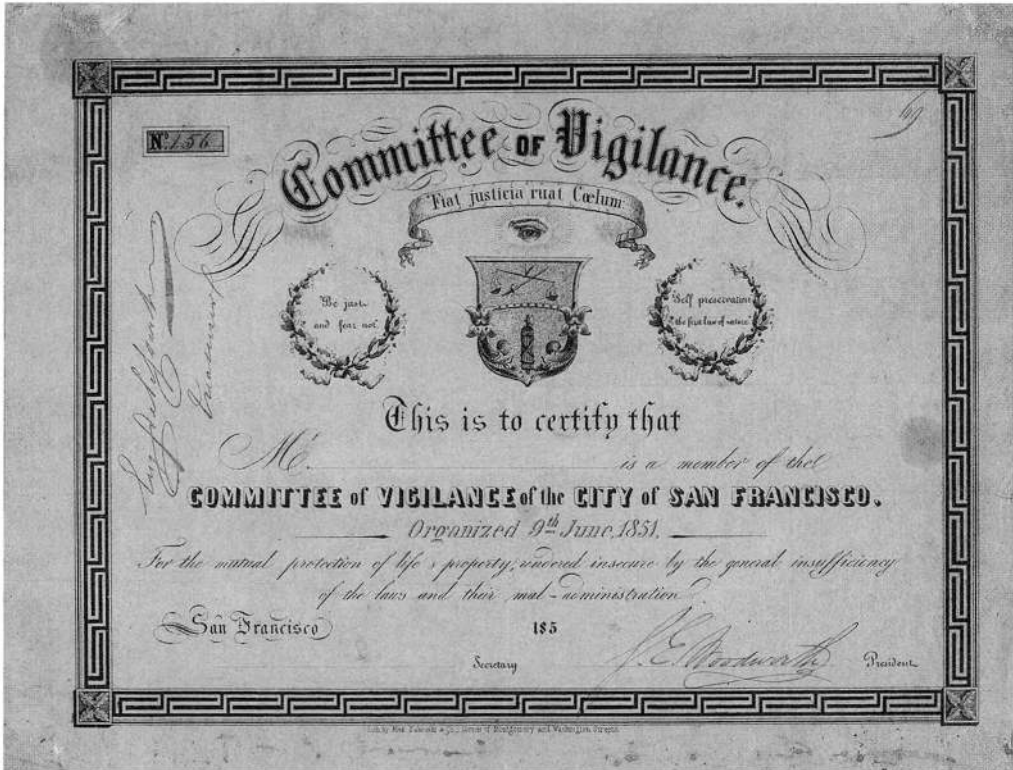 No. 156
Committee of Vigilance.
Fiat justicia ruat Cœlum
Be just and fear not.
Self preservation the first law of nature
This is to certify that
Mr. is a member of the
COMMITTEE of VIGILANCE of the CITY of SAN FRANCISCO.
Organized 9th June, 1851.
For the mutual protection of life & property, rendered insecure by the general insufficiency
of the laws and their mal-administration
San Francisco 185
Secretary
President